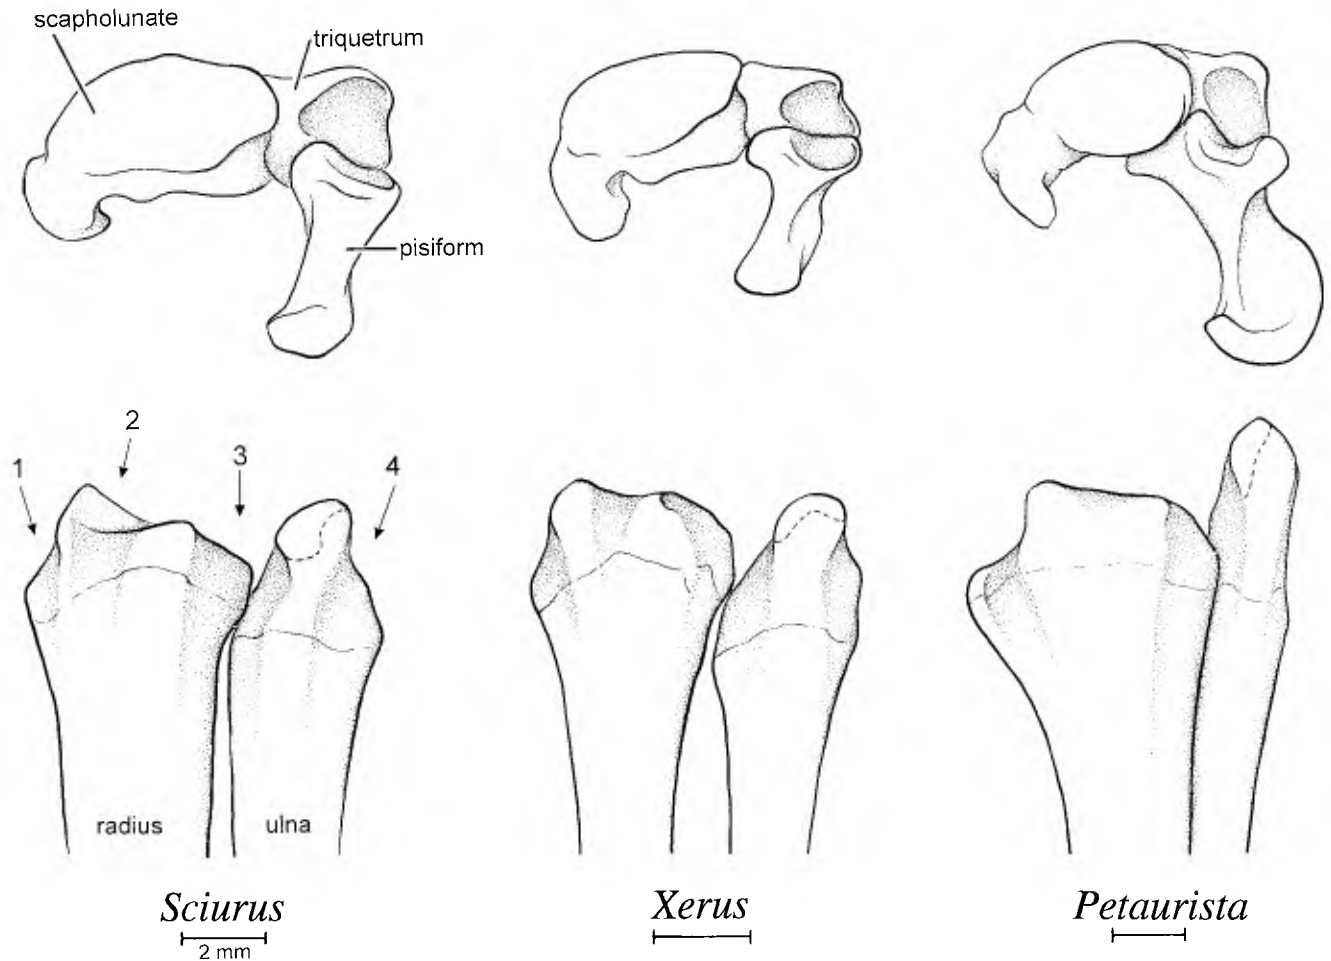 scapholunate
triquetrum
pisiform
1
2
3
4
radius
ulna
Sciurus
Xerus
Petaurista
2 mm